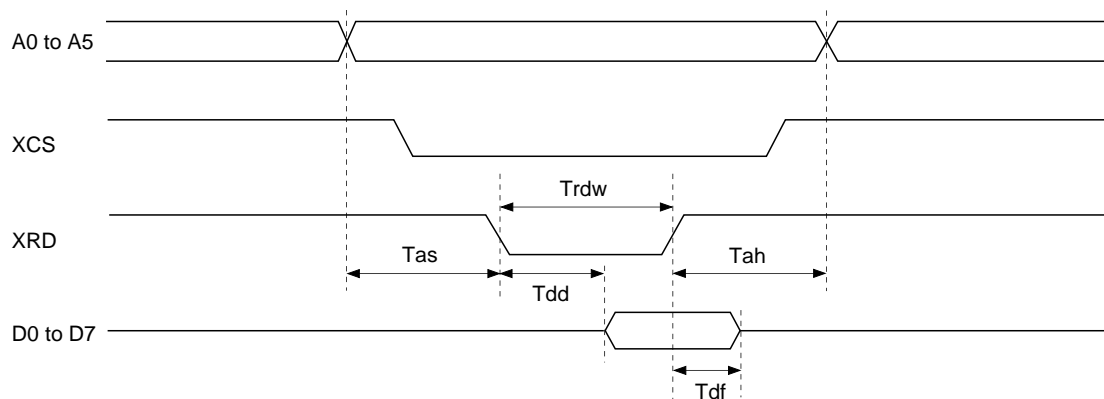 A0 to A5
XCS
Trdw
XRD
Tas
Tah
Tdd
D0 to D7
Tdf